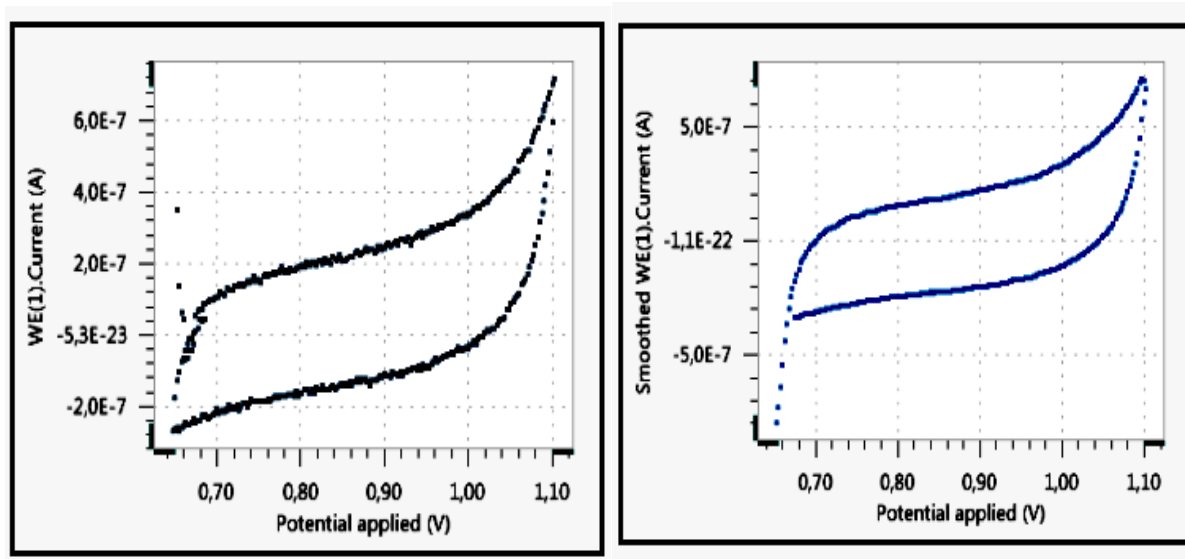 WE(1).Current (A)
6,0E-7
4,0E-7
2,0E-7
-5,3E-23
-2,0E-7
0,70 0,80 0,90 1,00 1,10
Potential applied (V)
Smoothed WE(1).Current (A)
5,0E-7
-1,1E-22
-5,0E-7
0,70 0,80 0,90 1,00 1,10
Potential applied (V)